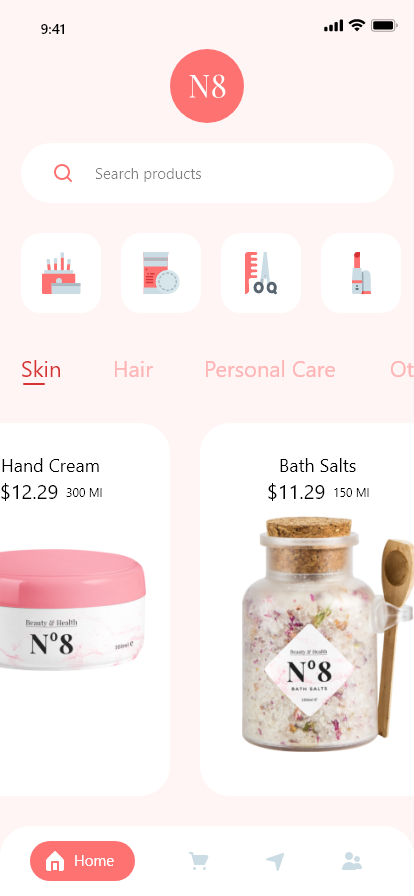 9:41
N8
Search products
Skin Hair Personal Care Ot
Hand Cream
$12.29 300 Ml
Beauty & Health
Nº8
Bath Salts
$11.29 150 Ml
Beauty & Health
Nº8
BATH SALTS
Home